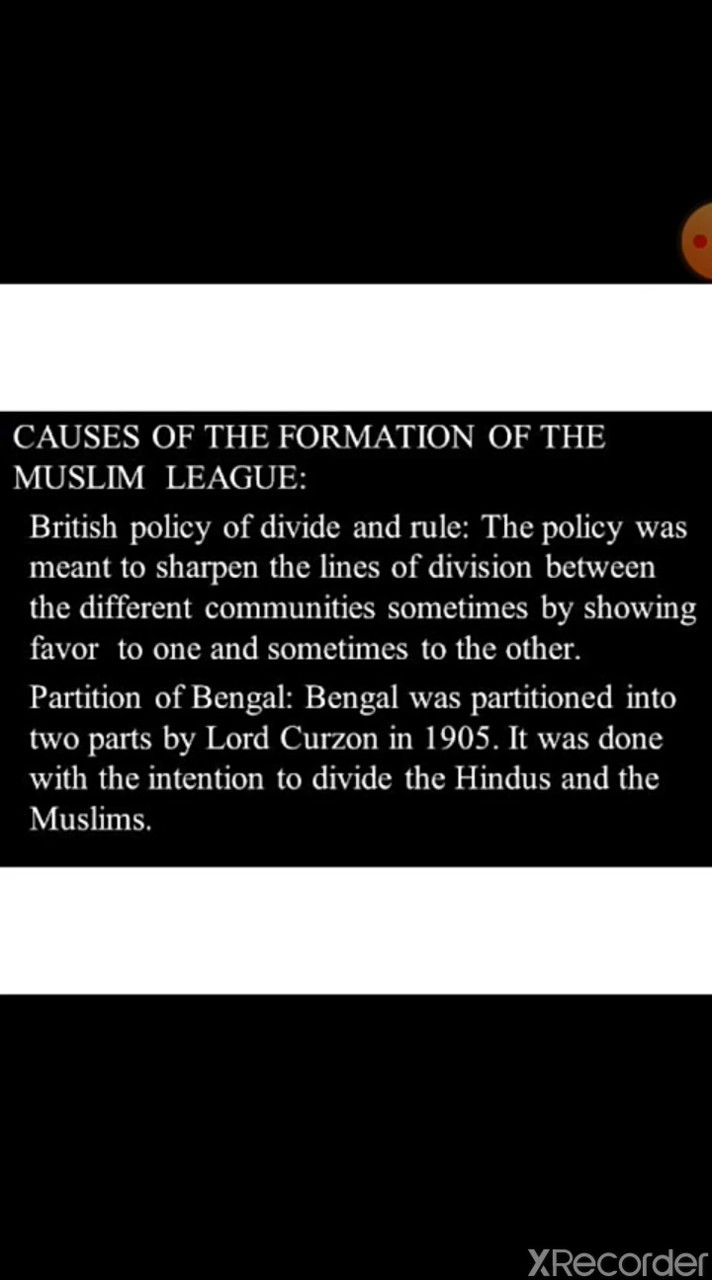 CAUSES OF THE FORMATION OF THE
MUSLIM LEAGUE:
British policy of divide and rule: The policy was
meant to sharpen the lines of division between
the different communities sometimes by showing
favor to one and sometimes to the other.
Partition of Bengal: Bengal was partitioned into
two parts by Lord Curzon in 1905. It was done
with the intention to divide the Hindus and the
Muslims.
XRecorder